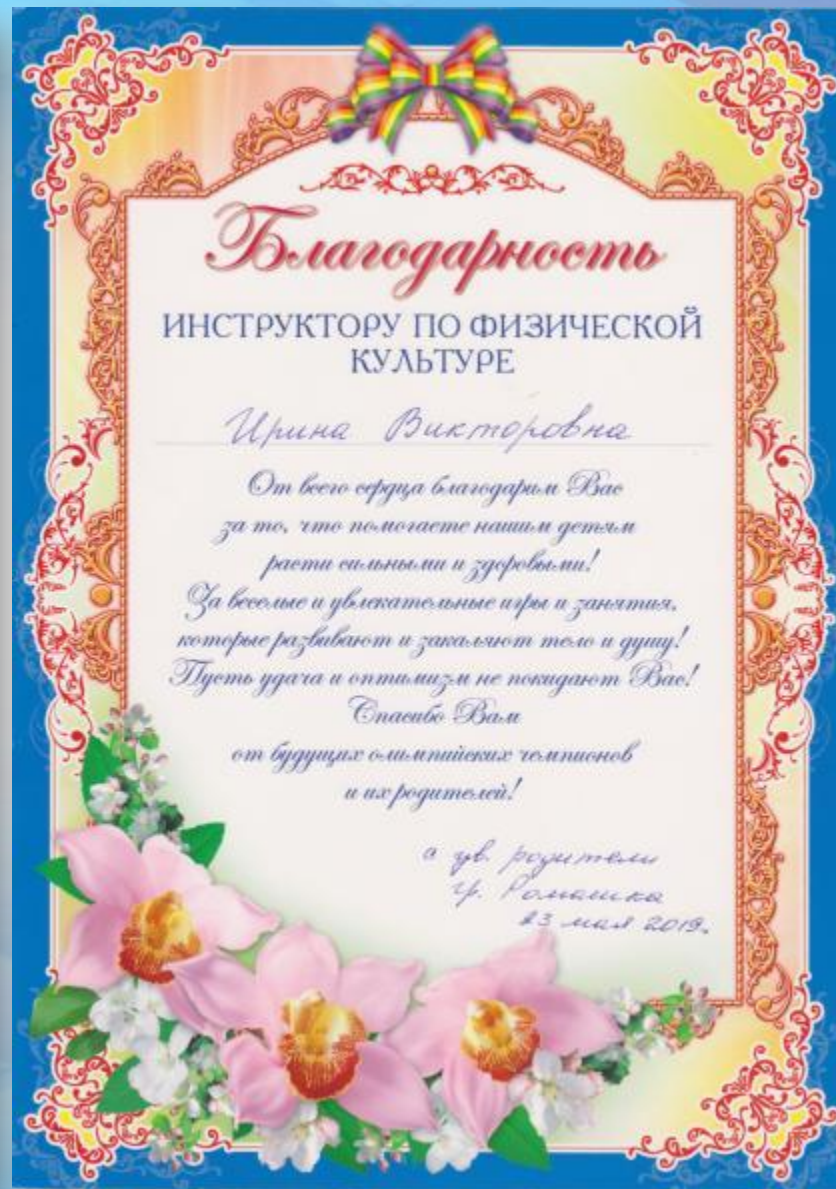 Благодарность
ИНСТРУКТОРУ ПО ФИЗИЧЕСКОЙ
КУЛЬТУРЕ
Ирина Викторовна
От всего сердца благодарим Вас
за то, что помогаете нашим детям
расти сильными и здоровыми!
За веселые и увлекательные игры и занятия,
которые развивают и закаляют тело и душу!
Пусть удача и оптимизм не покидают Вас!
Спасибо Вам
от будущих олимпийских чемпионов
и их родителей!
с ув. родители
гр. Ромашка
23 мая 2019.